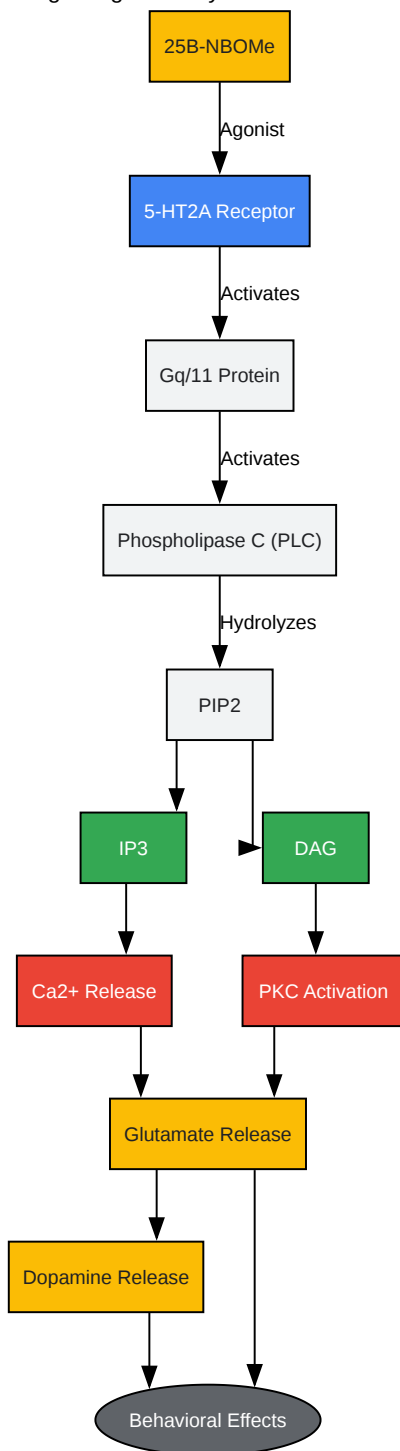 25B-NBOMe
Agonist
5-HT2A Receptor
Activates
Gq/11 Protein
Activates
Phospholipase C (PLC)
Hydrolyzes
PIP2
IP3
DAG
Ca2+ Release
PKC Activation
Glutamate Release
Dopamine Release
Behavioral Effects